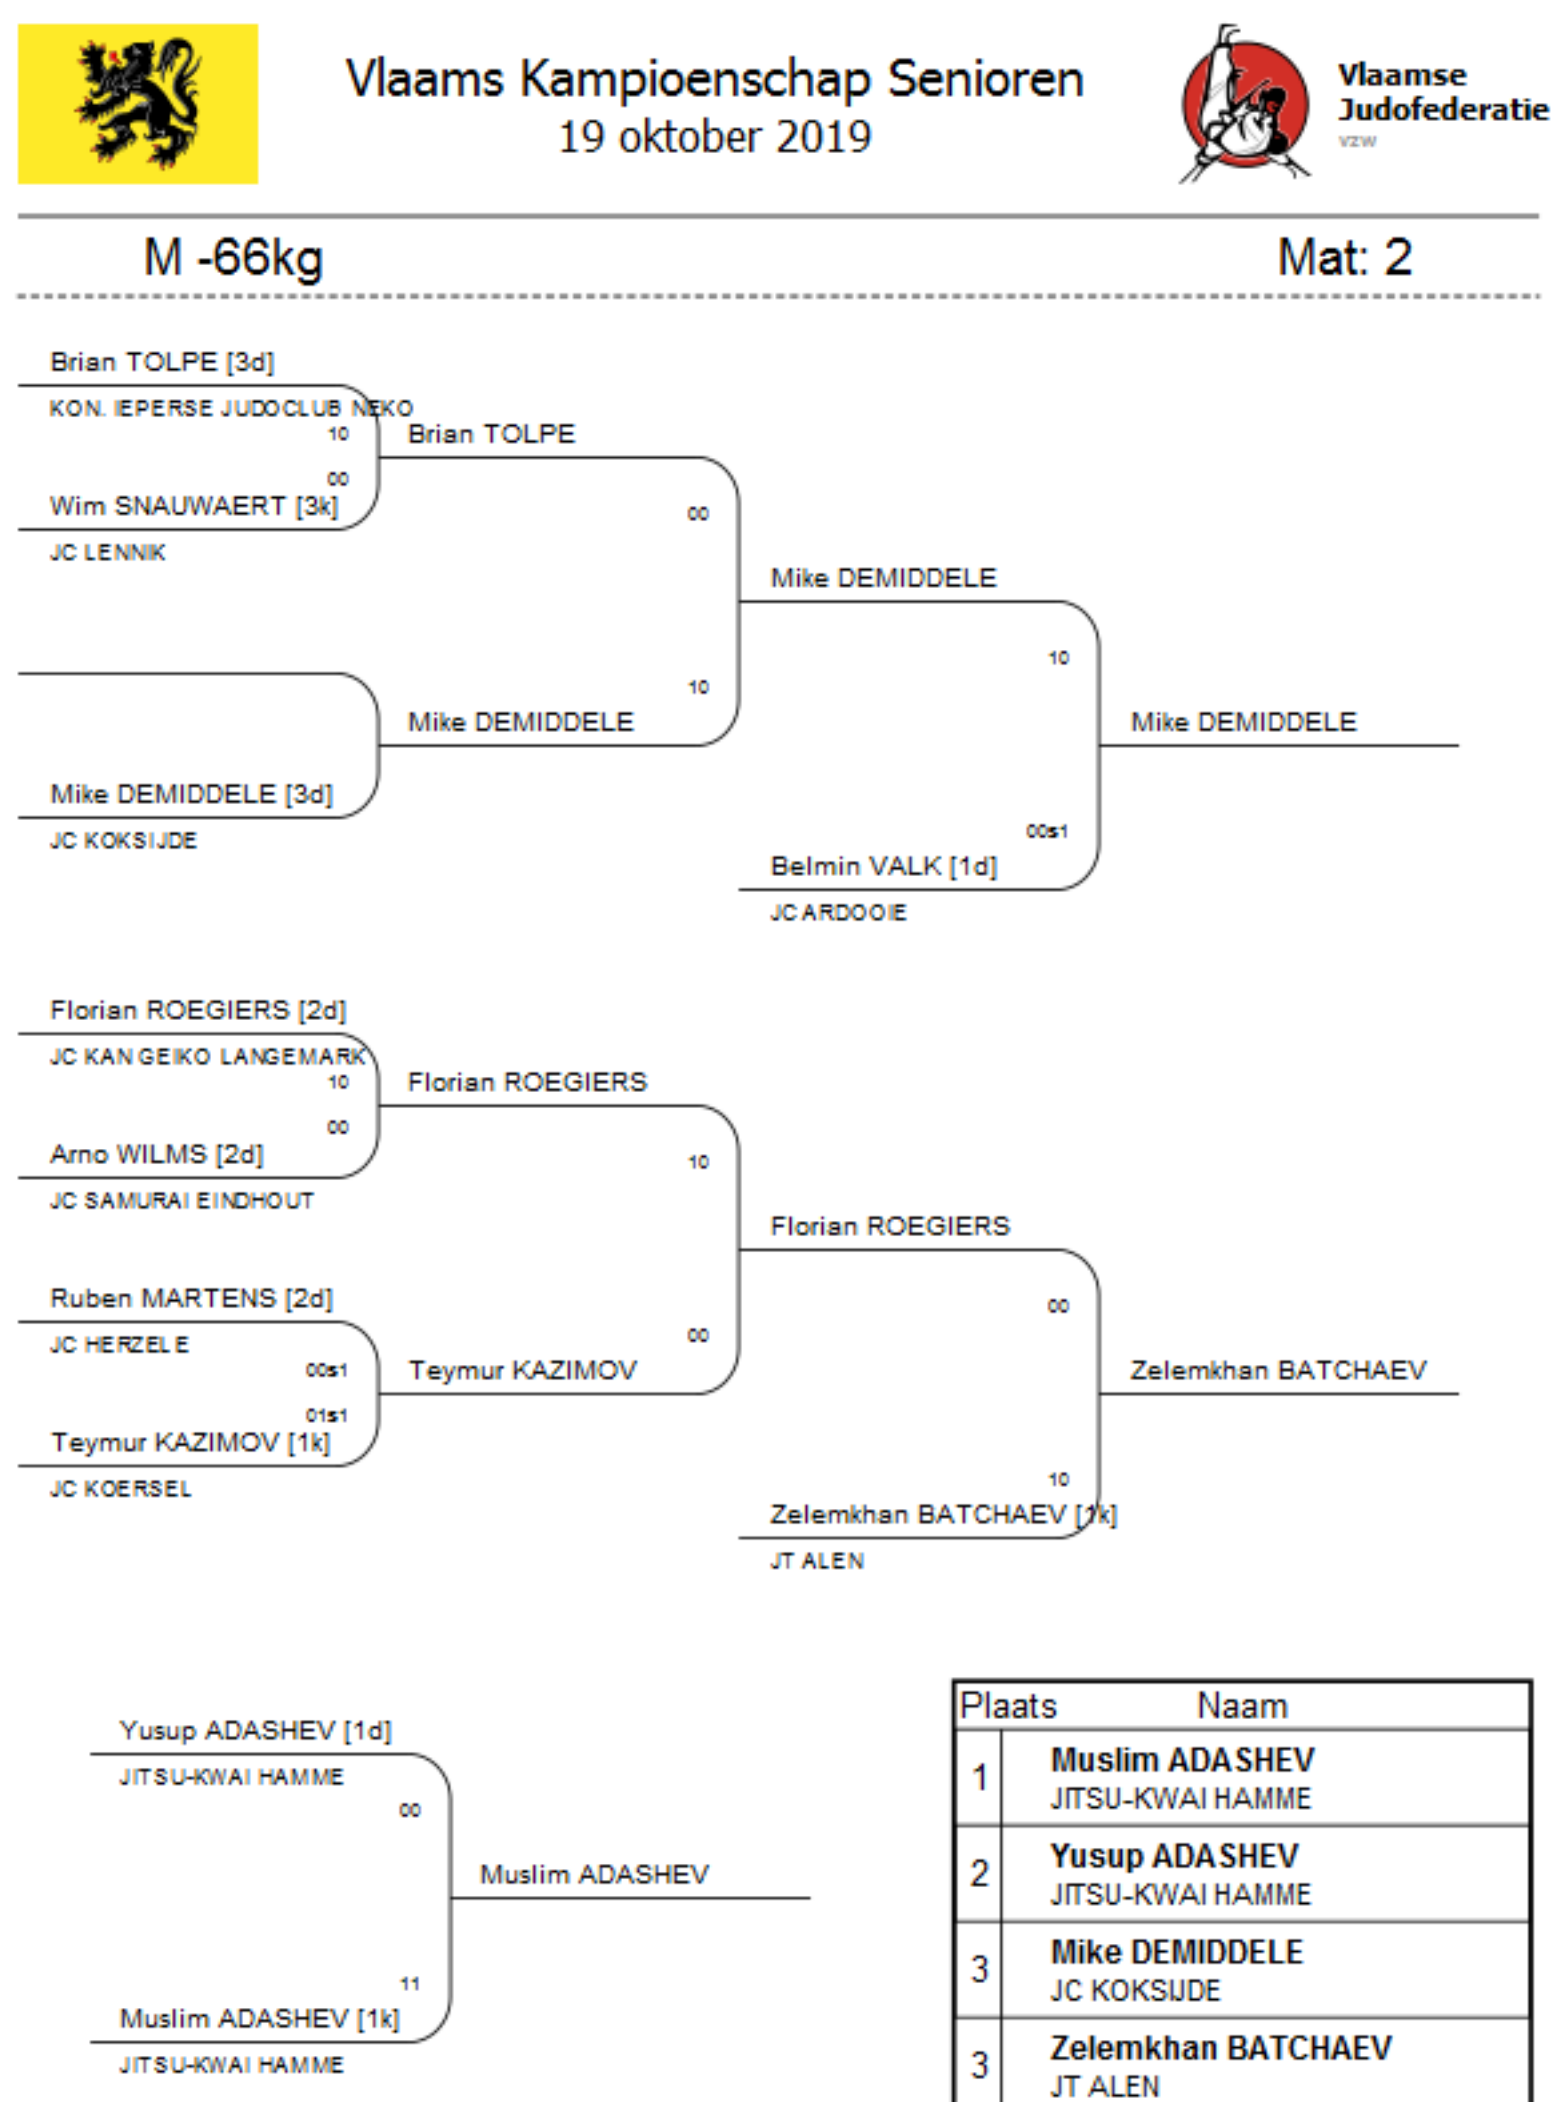 Vlaams Kampioenschap Senioren
19 oktober 2019
Vlaamse
Judofederatie
vzw
M -66kg
Mat: 2
Brian TOLPE [3d]
KON. IEPERSE JUDOCLUB NEKO
10
Brian TOLPE
00
Wim SNAUWAERT [3k]
JC LENNIK
00
Mike DEMIDDELE
10
10
Mike DEMIDDELE
Mike DEMIDDELE
Mike DEMIDDELE [3d]
JC KOKSIJDE
00s1
Belmin VALK [1d]
JC ARDOOIE
Florian ROEGIERS [2d]
JC KAN GEIKO LANGEMARK
10
Florian ROEGIERS
00
Arno WILMS [2d]
JC SAMURAI EINDHOUT
10
Florian ROEGIERS
Ruben MARTENS [2d]
JC HERZELE
00
00
00s1
Teymur KAZIMOV
Zelemkhan BATCHAEV
01s1
Teymur KAZIMOV [1k]
JC KOERSEL
10
Zelemkhan BATCHAEV [1k]
JT ALEN
Yusup ADASHEV [1d]
JITSU-KWAI HAMME
00
Muslim ADASHEV
11
Muslim ADASHEV [1k]
JITSU-KWAI HAMME
Plaats Naam
1 Muslim ADASHEV
JITSU-KWAI HAMME
2 Yusup ADASHEV
JITSU-KWAI HAMME
3 Mike DEMIDDELE
JC KOKSIJDE
3 Zelemkhan BATCHAEV
JT ALEN